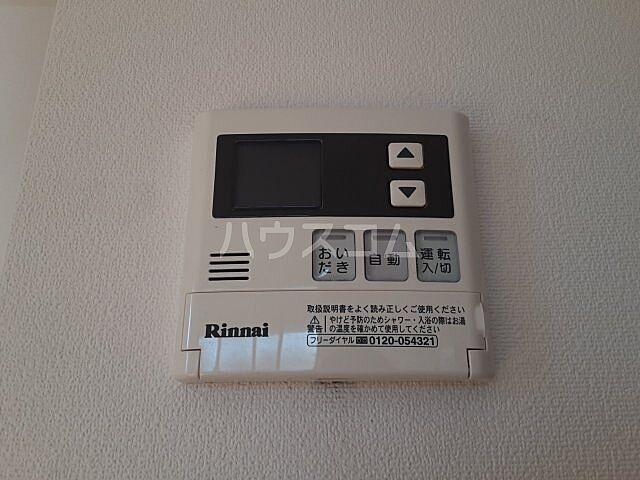 ▲
▼
ハウスコム
おい
だき
自動
運転
入/切
Rinnai
取扱説明書をよく読み正しくご使用ください
警告
やけど予防のためシャワー・入浴の際はお湯
の温度を確かめて使用してください
フリーダイヤル 0120-054321